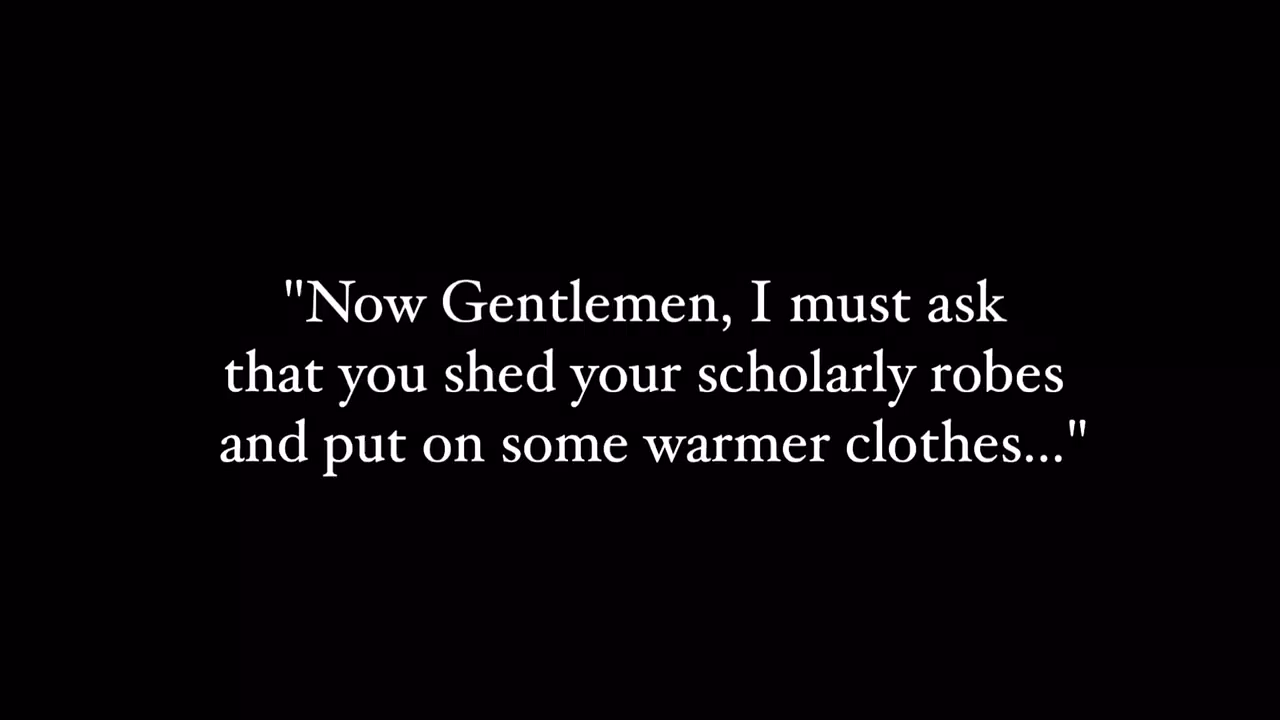 "Now Gentlemen, I must ask
that you shed your scholarly robes
and put on some warmer clothes..."